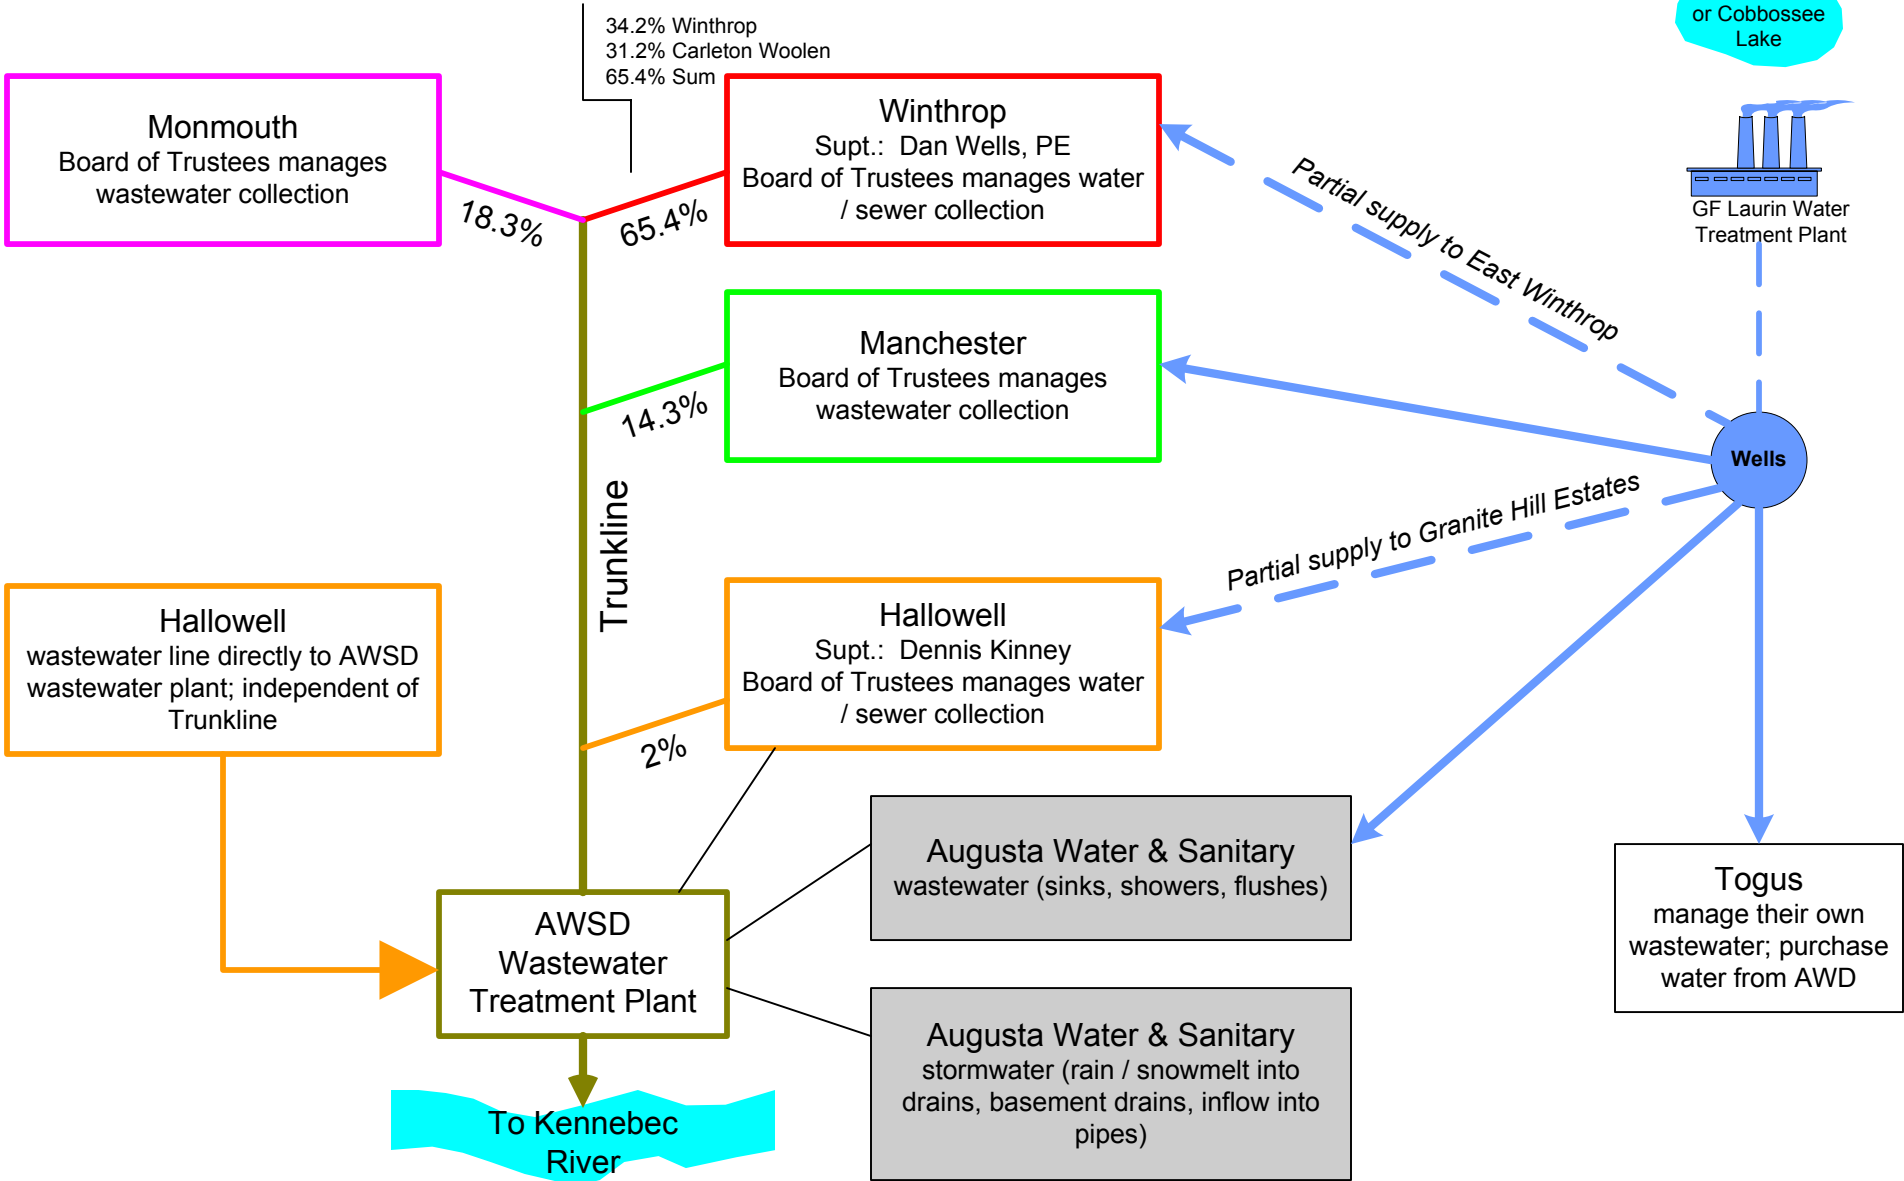 34.2% Winthrop
31.2% Carleton Woolen
65.4% Sum
or Cobbossee
Lake
Monmouth
Board of Trustees manages
wastewater collection
18.3%
65.4%
Winthrop
Supt.: Dan Wells, PE
Board of Trustees manages water
/ sewer collection
Partial supply to East Winthrop
GF Laurin Water
Treatment Plant
Manchester
Board of Trustees manages
wastewater collection
14.3%
Wells
Trunkline
Partial supply to Granite Hill Estates
Hallowell
wastewater line directly to AWSD
wastewater plant; independent of
Trunkline
Hallowell
Supt.: Dennis Kinney
Board of Trustees manages water
/ sewer collection
2%
Augusta Water & Sanitary
wastewater (sinks, showers, flushes)
Togus
manage their own
wastewater; purchase
water from AWD
AWSD
Wastewater
Treatment Plant
Augusta Water & Sanitary
stormwater (rain / snowmelt into
drains, basement drains, inflow into
pipes)
To Kennebec
River